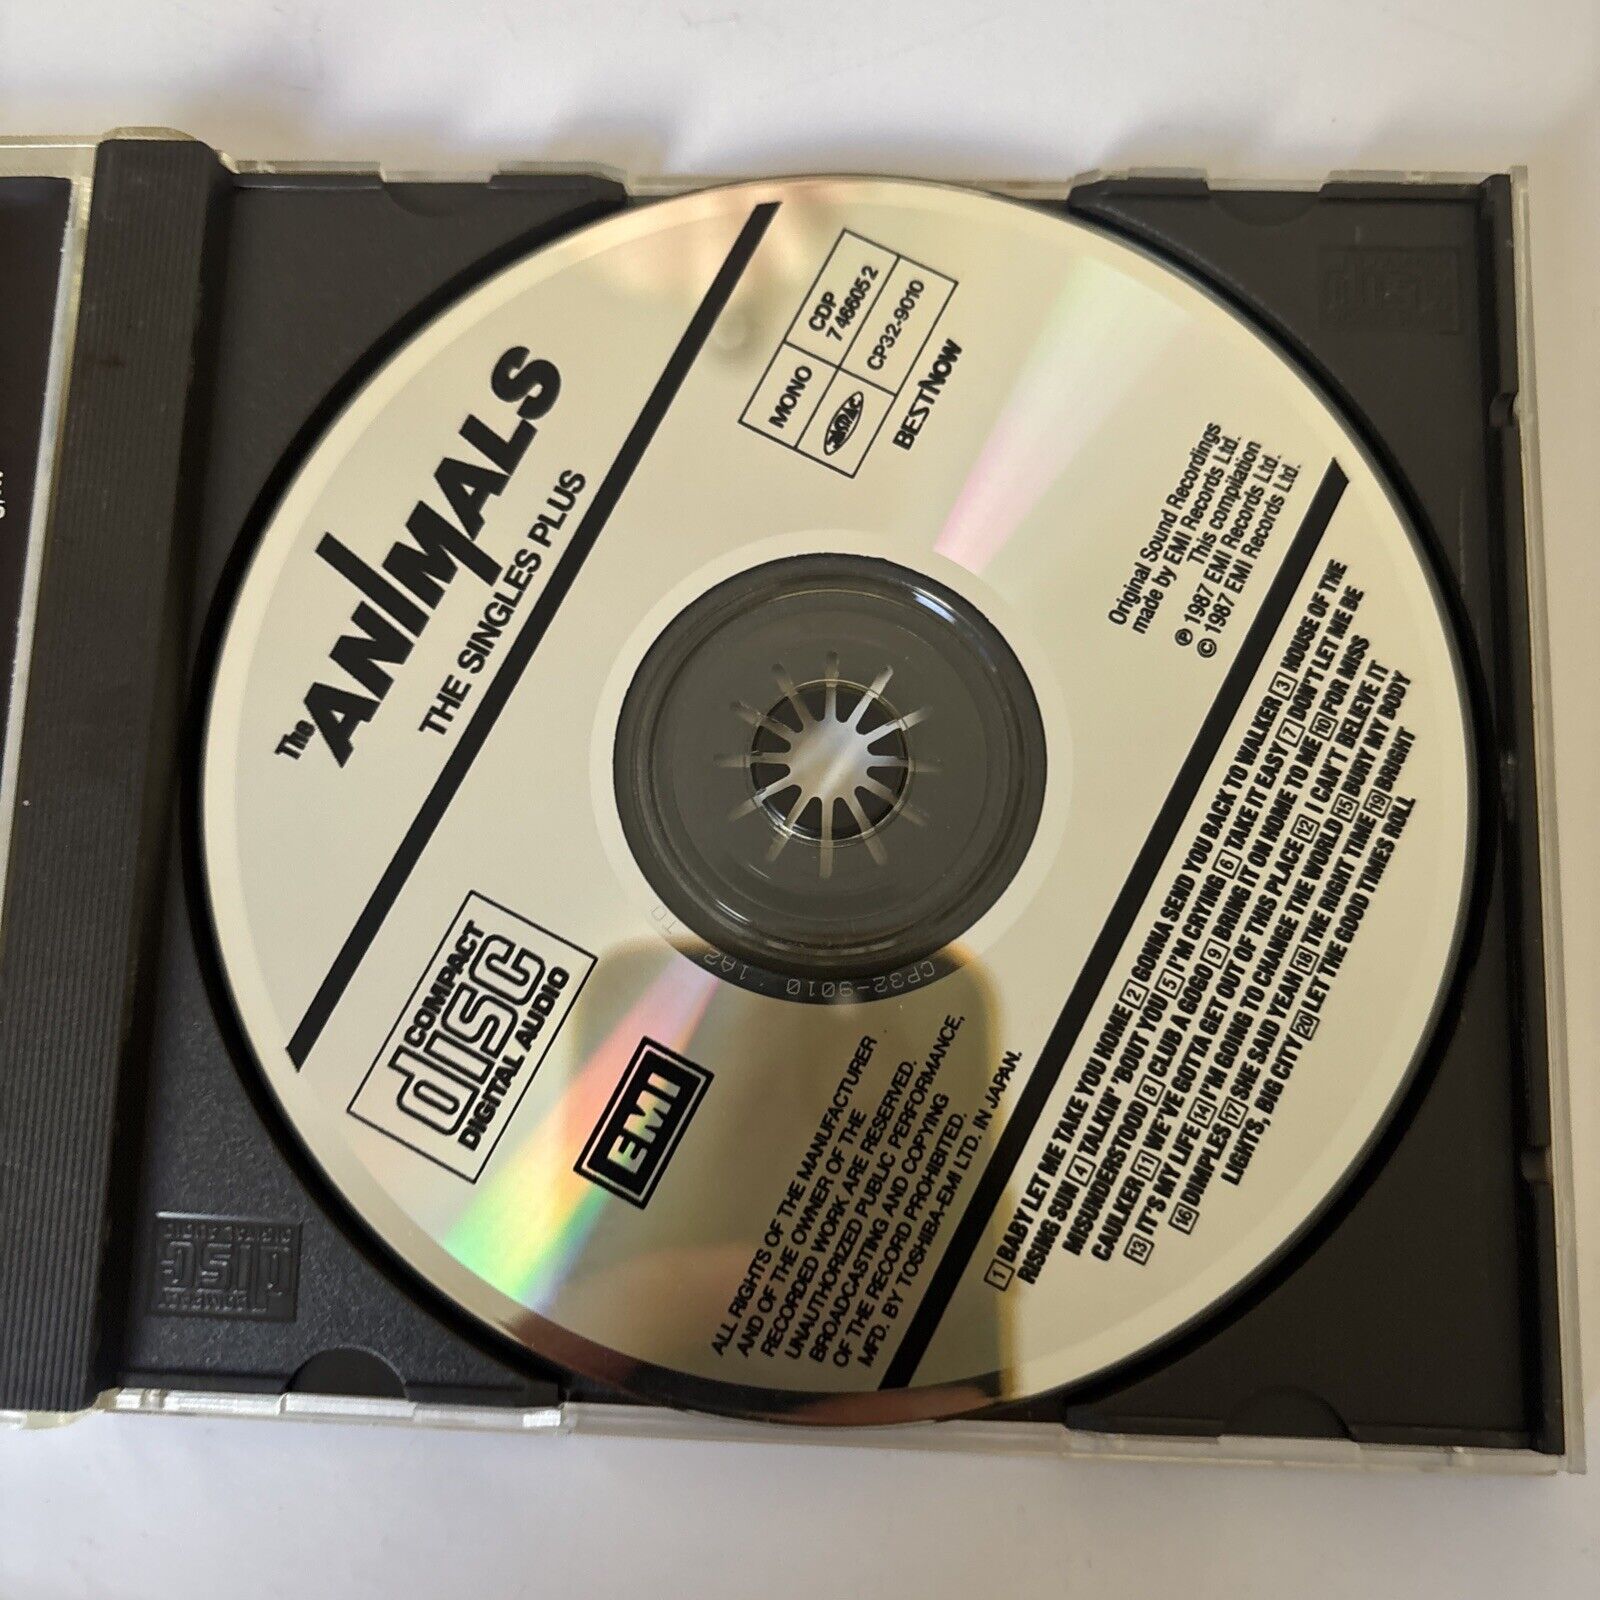 The ANIMALS
THE SINGLES PLUS
MONO
CDP
7 46605 2
CP32-9010
BESTNOW
Original Sound Recordings
made by EMI Records Ltd.
This compilation
℗ 1987 EMI Records Ltd.
© 1987 EMI Records Ltd.
COMPACT
disc
DIGITAL AUDIO
EMI
ALL RIGHTS OF THE MANUFACTURER
AND OF THE OWNER OF THE
RECORDED WORK ARE RESERVED.
UNAUTHORIZED PUBLIC PERFORMANCE,
BROADCASTING AND COPYING
OF THE RECORD PROHIBITED.
MFD. BY TOSHIBA-EMI LTD. IN JAPAN.
1 BABY LET ME TAKE YOU HOME 2 GONNA SEND YOU BACK TO WALKER 3 HOUSE OF THE
RISING SUN 4 TALKIN' 'BOUT YOU 5 I'M CRYING 6 TAKE IT EASY 7 DON'T LET ME BE
MISUNDERSTOOD 8 CLUB A GOGO 9 BRING IT ON HOME TO ME 10 FOR MISS
CAULKER 11 WE'VE GOTTA GET OUT OF THIS PLACE 12 I CAN'T BELIEVE IT
13 IT'S MY LIFE 14 I'M GOING TO CHANGE THE WORLD 15 BURY MY BODY
16 DIMPLES 17 SHE SAID YEAH 18 THE RIGHT TIME 19 BRIGHT
LIGHTS, BIG CITY 20 LET THE GOOD TIMES ROLL
CP32-9010 1A2 TO